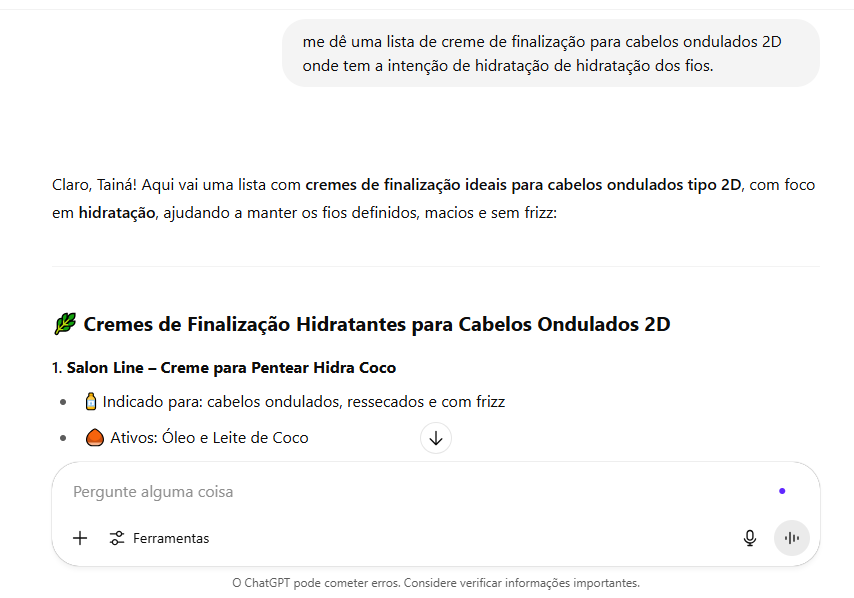 me dê uma lista de creme de finalização para cabelos ondulados 2D
onde tem a intenção de hidratação de hidratação dos fios.
Claro, Tainá! Aqui vai uma lista com cremes de finalização ideais para cabelos ondulados tipo 2D, com foco
em hidratação, ajudando a manter os fios definidos, macios e sem frizz:
Cremes de Finalização Hidratantes para Cabelos Ondulados 2D
1. Salon Line – Creme para Pentear Hidra Coco
Indicado para: cabelos ondulados, ressecados e com frizz
Ativos: Óleo e Leite de Coco
Pergunte alguma coisa
Ferramentas
O ChatGPT pode cometer erros. Considere verificar informações importantes.